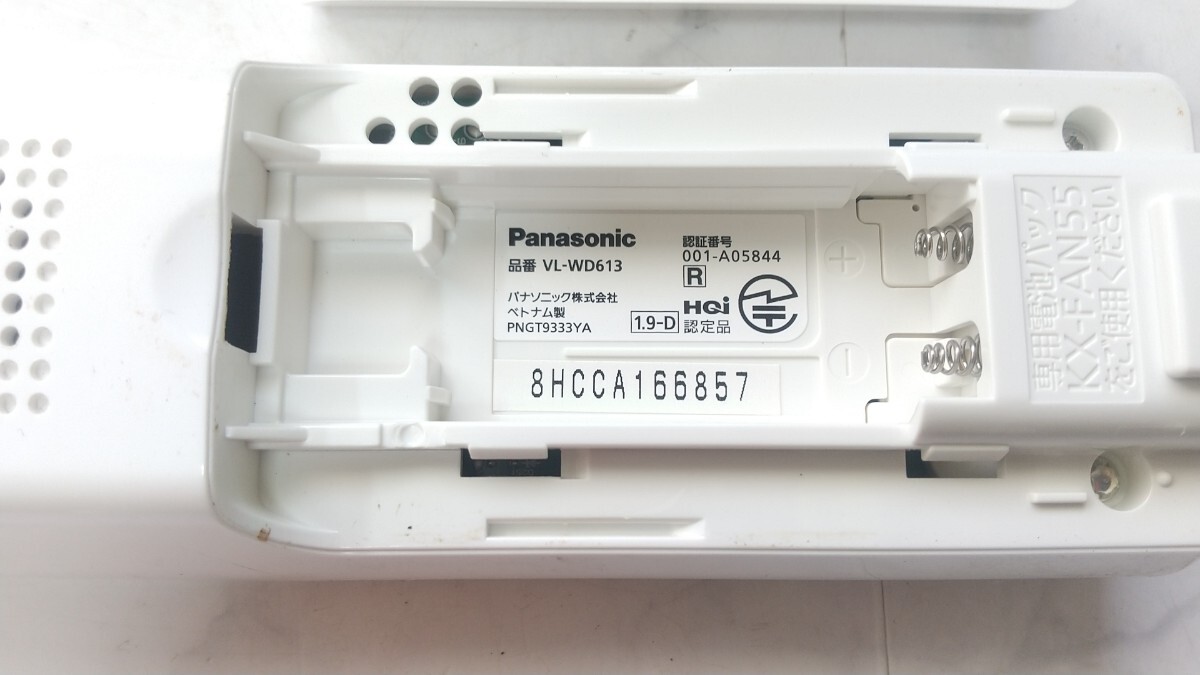 Panasonic
品番 VL-WD613
パナソニック株式会社
ベトナム製
PNGT9333YA
認証番号
001-A05844
R
1.9-D
HQi
認定品
8HCCA166857
+
−
専用電池パック
KX-FAN55
をご使用ください